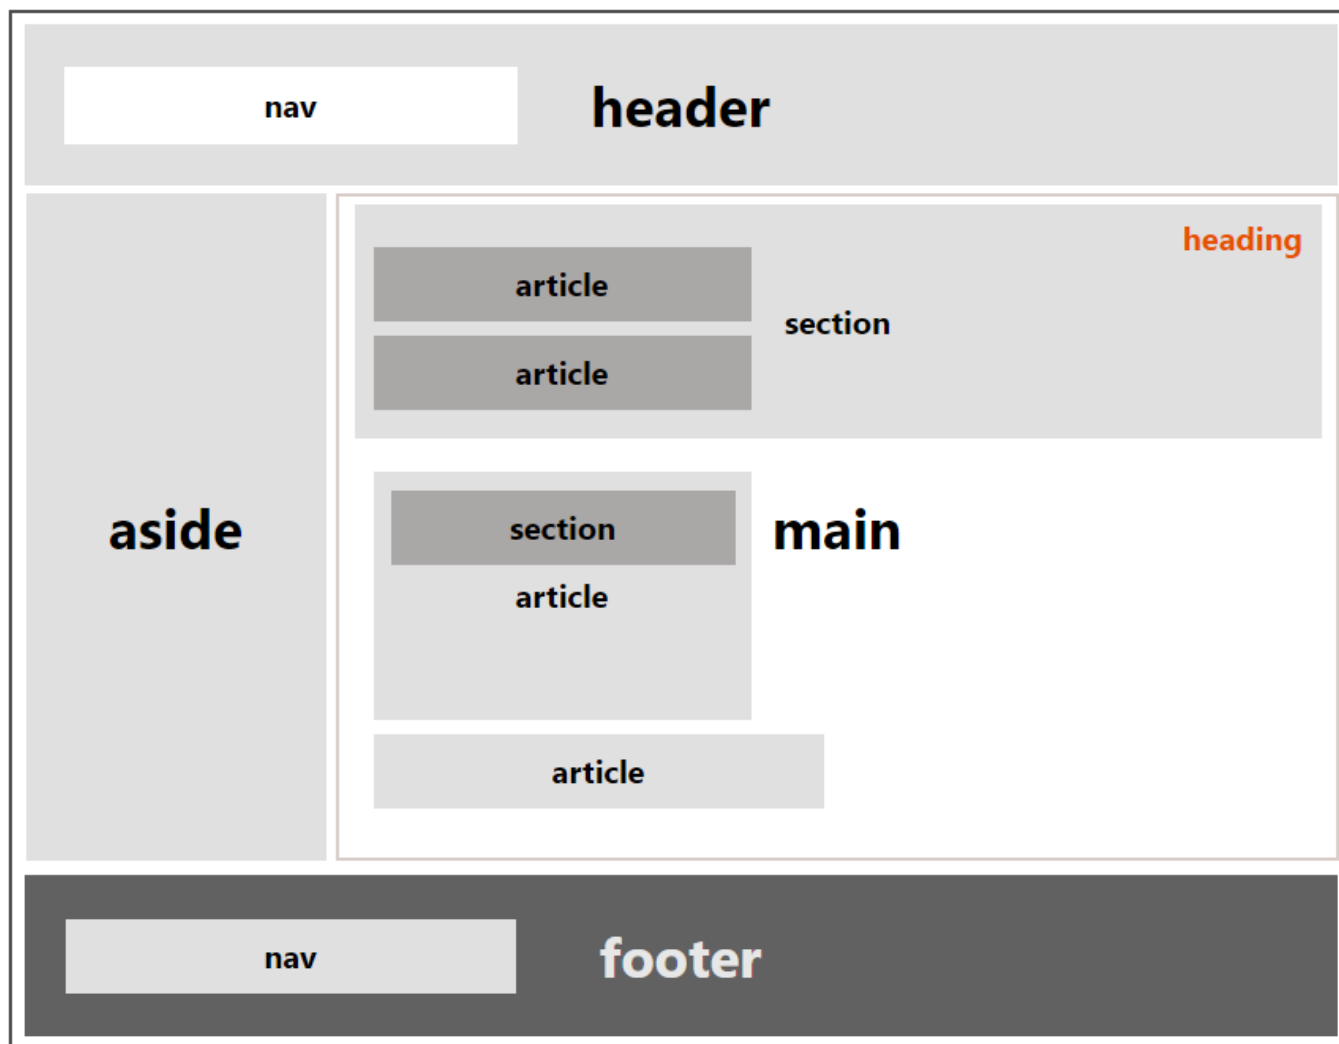 nav
header
heading
article
section
article
aside
section
main
article
article
nav
footer